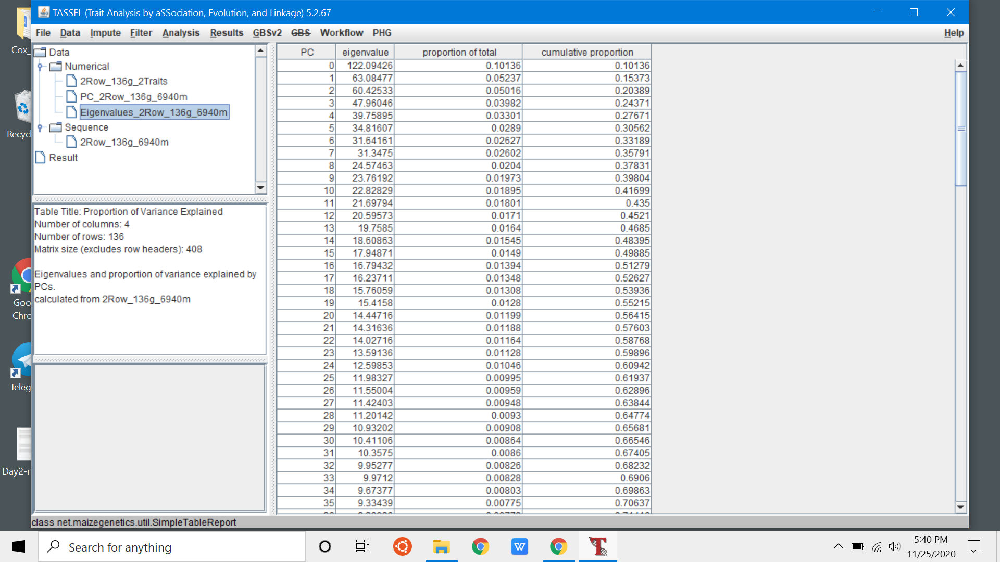 TASSEL (Trait Analysis by aSSociation, Evolution, and Linkage) 5.2.67
File Data Impute Filter Analysis Results GBSv2 GBS Workflow PHG Help
Cox_
Recycl
Goo
Chro
Teleg
Day2-r
Data
Numerical
2Row_136g_2Traits
PC_2Row_136g_6940m
Eigenvalues_2Row_136g_6940m
Sequence
2Row_136g_6940m
Result
Table Title: Proportion of Variance Explained
Number of columns: 4
Number of rows: 136
Matrix size (excludes row headers): 408
Eigenvalues and proportion of variance explained by
PCs.
calculated from 2Row_136g_6940m
PC eigenvalue proportion of total cumulative proportion
0 122.09426 0.10136 0.10136
1 63.08477 0.05237 0.15373
2 60.42533 0.05016 0.20389
3 47.96046 0.03982 0.24371
4 39.75895 0.03301 0.27671
5 34.81607 0.0289 0.30562
6 31.64161 0.02627 0.33189
7 31.3475 0.02602 0.35791
8 24.57463 0.0204 0.37831
9 23.76192 0.01973 0.39804
10 22.82829 0.01895 0.41699
11 21.69794 0.01801 0.435
12 20.59573 0.0171 0.4521
13 19.7585 0.0164 0.4685
14 18.60863 0.01545 0.48395
15 17.94871 0.0149 0.49885
16 16.79432 0.01394 0.51279
17 16.23711 0.01348 0.52627
18 15.76059 0.01308 0.53936
19 15.4158 0.0128 0.55215
20 14.44716 0.01199 0.56415
21 14.31636 0.01188 0.57603
22 14.02716 0.01164 0.58768
23 13.59136 0.01128 0.59896
24 12.59853 0.01046 0.60942
25 11.98327 0.00995 0.61937
26 11.55004 0.00959 0.62896
27 11.42403 0.00948 0.63844
28 11.20142 0.0093 0.64774
29 10.93202 0.00908 0.65681
30 10.41106 0.00864 0.66546
31 10.3575 0.0086 0.67405
32 9.95277 0.00826 0.68232
33 9.9712 0.00828 0.6906
34 9.67377 0.00803 0.69863
35 9.33439 0.00775 0.70637
class net.maizegenetics.util.SimpleTableReport
Search for anything
5:40 PM
11/25/2020